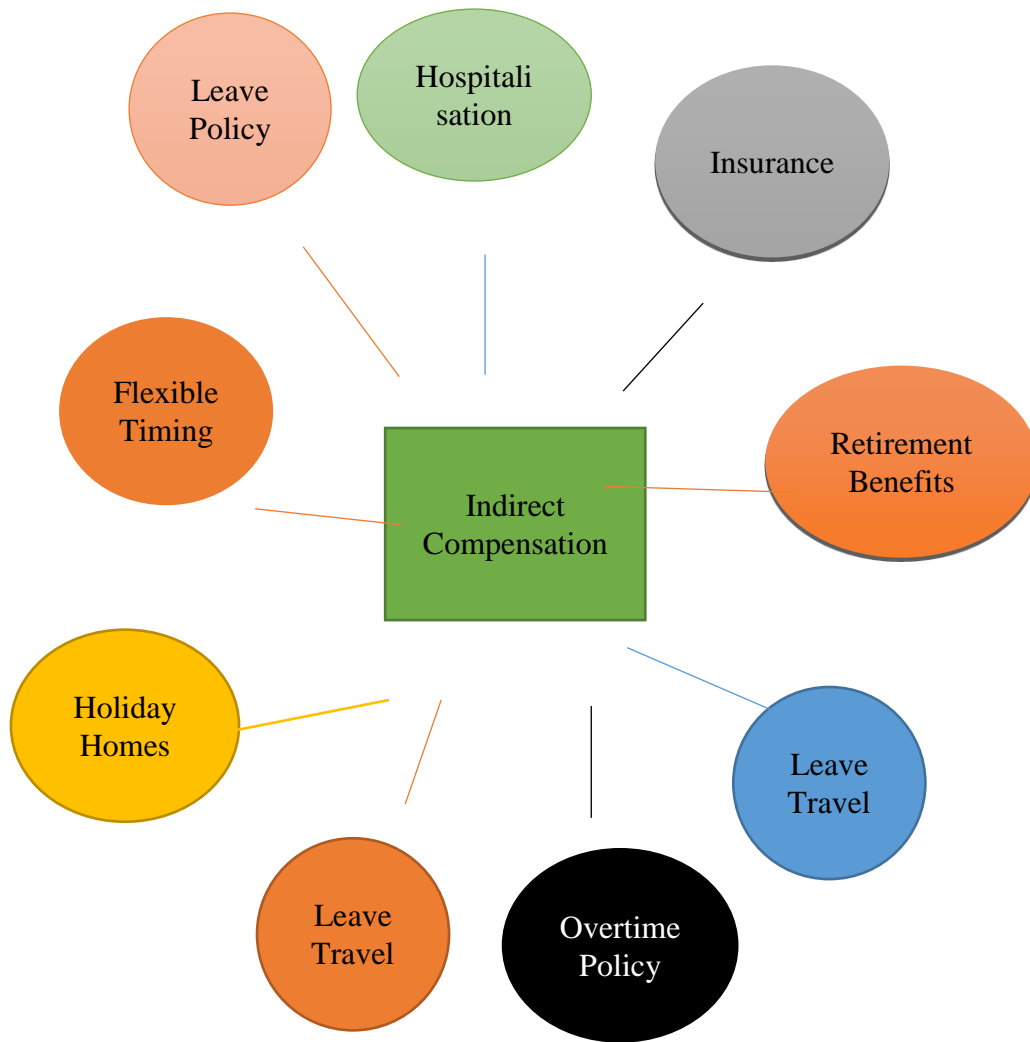 Leave
Policy
Hospitali
sation
Insurance
Flexible
Timing
Retirement
Benefits
Indirect
Compensation
Holiday
Homes
Leave
Travel
Leave
Travel
Overtime
Policy